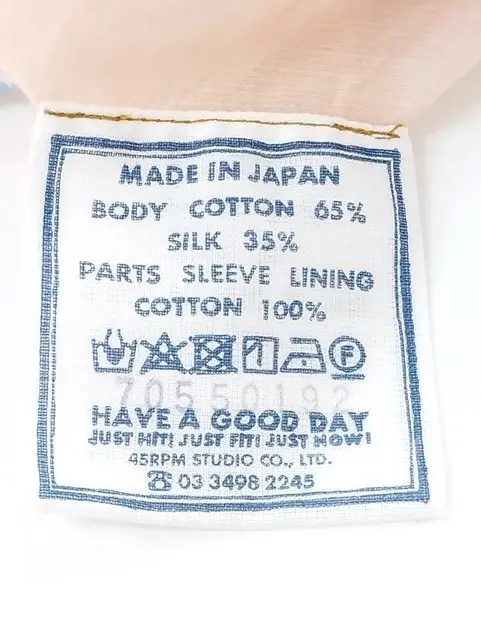 MADE IN JAPAN
BODY COTTON 65%
SILK 35%
PARTS SLEEVE LINING
COTTON 100%
F
70550192
HAVE A GOOD DAY
JUST HIT! JUST FIT! JUST NOW!
45RPM STUDIO CO., LTD.
☎ 03 3498 2245